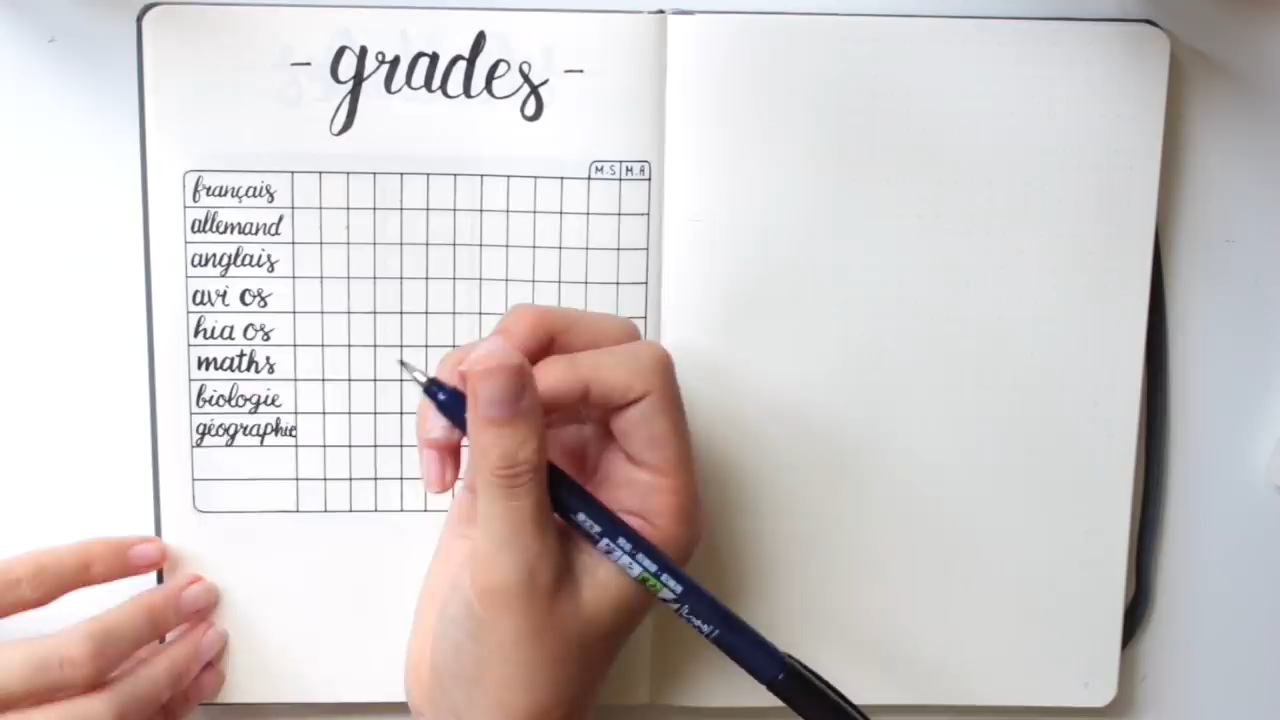 - grades -
M.S M.A
français
allemand
anglais
avi os
hia os
maths
biologie
géographie